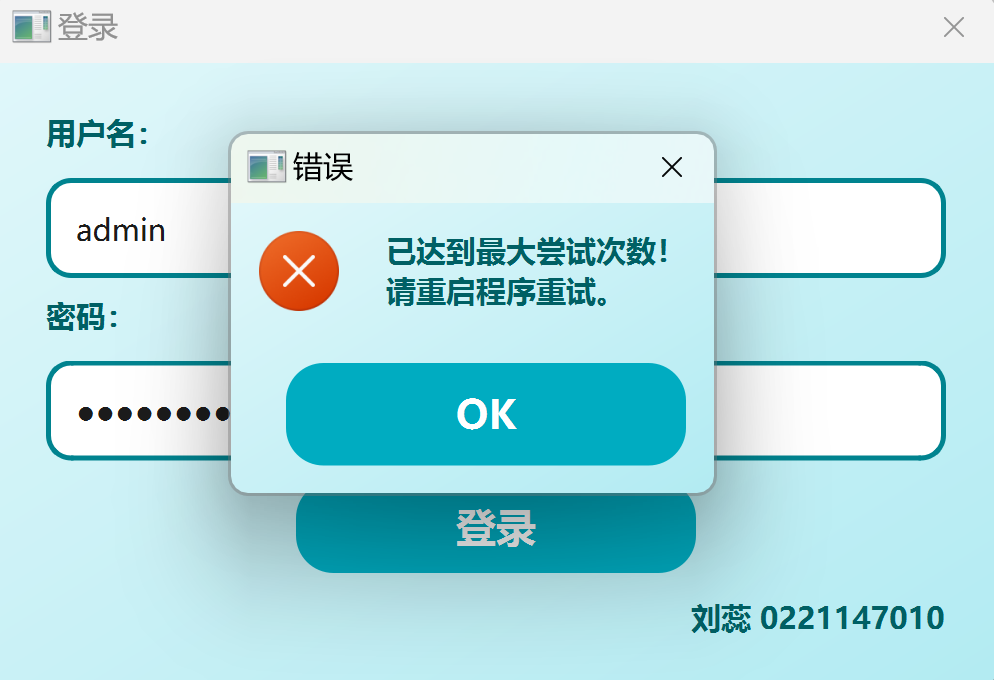 登录
用户名：
错误
admin
已达到最大尝试次数！
请重启程序重试。
密码：
●●●●●●●●
OK
登录
刘蕊 0221147010